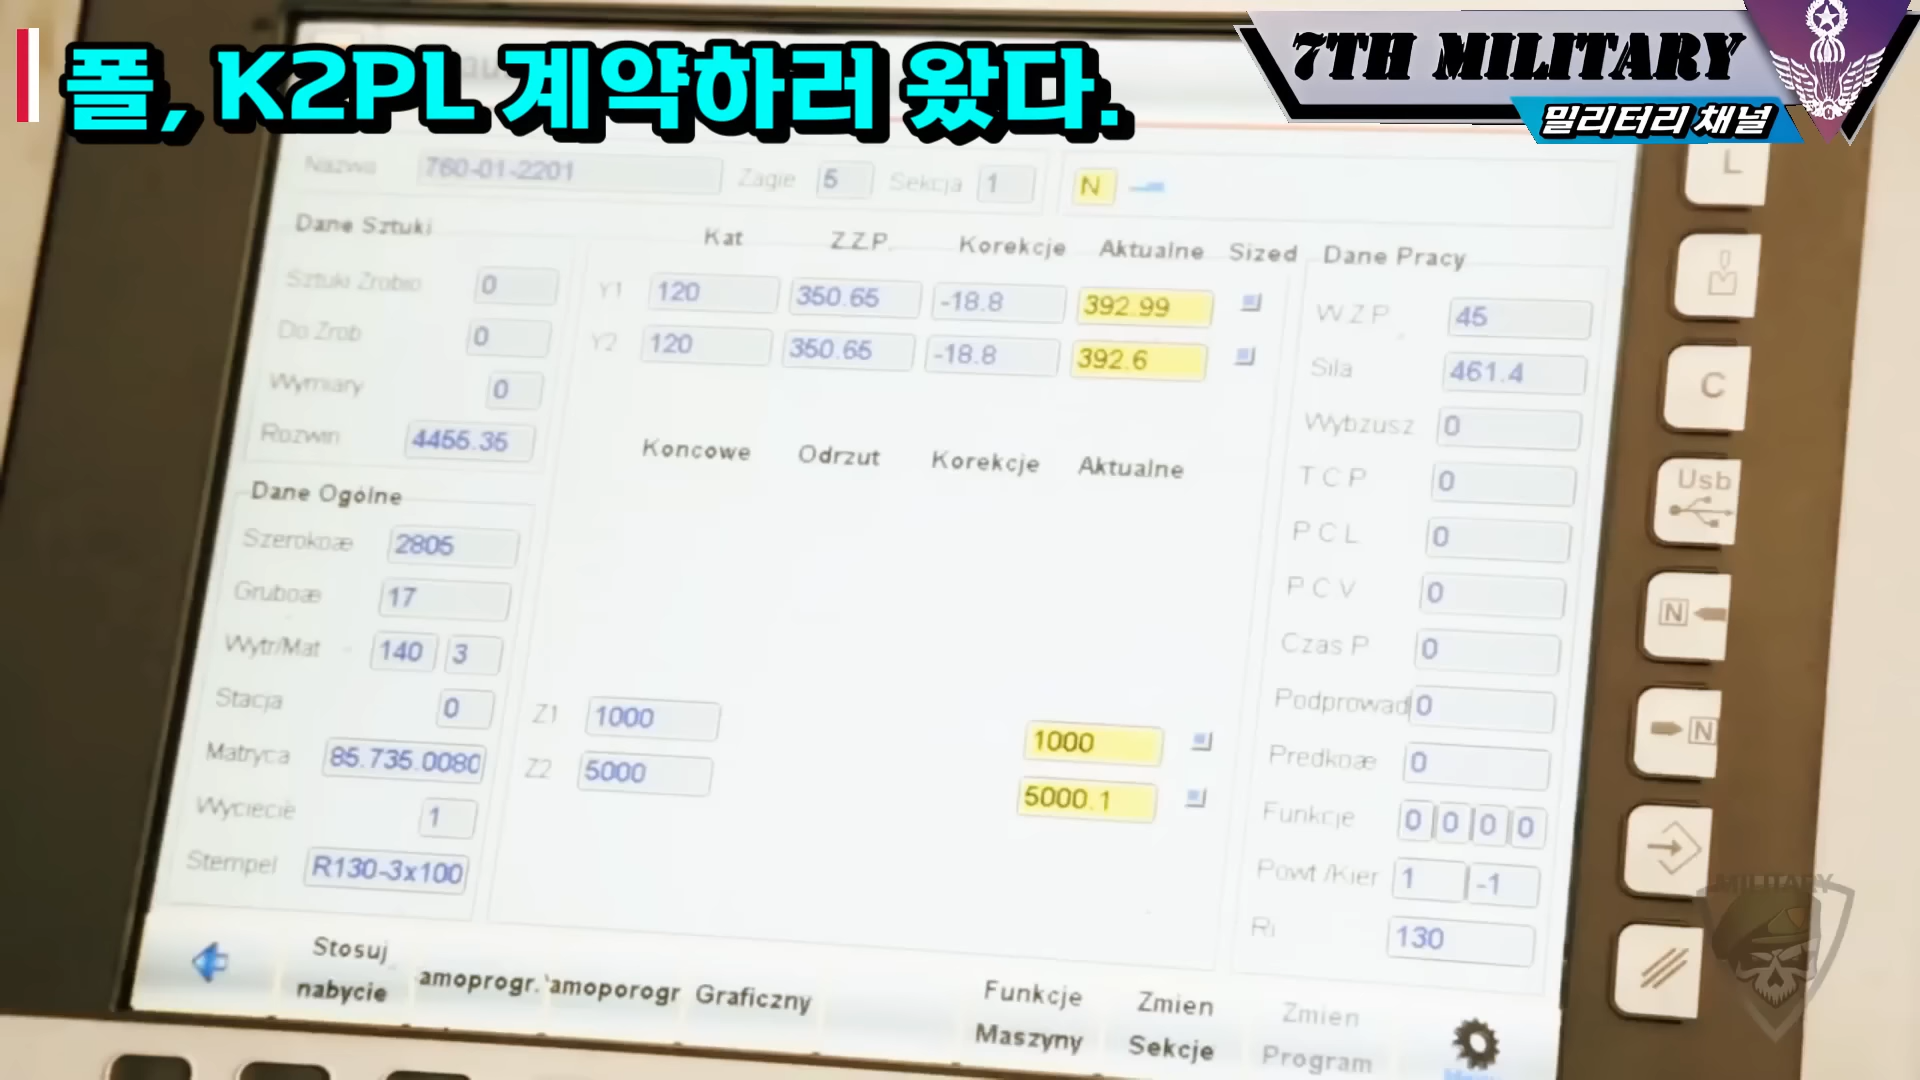 폴, K2PL 계약하러 왔다.
7TH MILITARY
밀리터리 채널
Nazwa 760-01-2201 Zagie 5 Sekcja 1 N
Dane Sztuki
Sztuki Zrobio 0
Do Zrob 0
Wymiary 0
Rozwin 4455.35
Dane Ogólne
Szerokoæ 2805
Gruboæ 17
Wytr/Mat 140 3
Stacja 0
Matryca 85.735.0080
Wyciecie 1
Stempel R130-3x100
Kat Z.Z.P. Korekcje Aktualne Sized
Y1 120 350.65 -18.8 392.99
Y2 120 350.65 -18.8 392.6
Koncowe Odrzut Korekcje Aktualne
Z1 1000 1000
Z2 5000 5000.1
Dane Pracy
W.Z.P. 45
Sila 461.4
Wybzusz 0
T C P 0
P C L 0
P C V 0
Czas P 0
Podprowad 0
Predkoæ 0
Funkcje 0 0 0 0
Powt /Kier 1 -1
Ri 130
Stosuj
nabycie
amoprogr.
amoporogr
Graficzny
Funkcje
Maszyny
Zmien
Sekcje
Zmien
Program
L
C
Usb
N
N
MILITARY